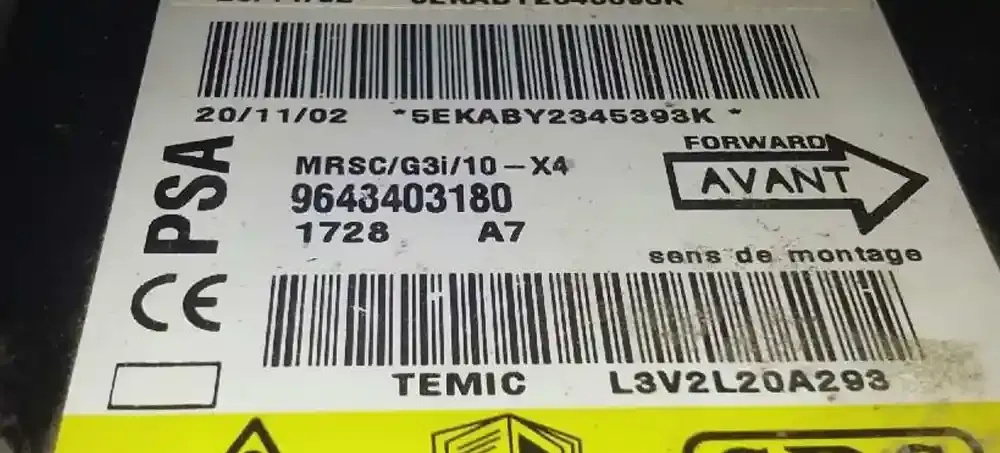 20/11/02 *5EKABY2345393K *
PSA
MRSC/G3i/10-X4
9643403180
1728 A7
FORWARD
AVANT
sens de montage
CE
TEMIC L3V2L20A293